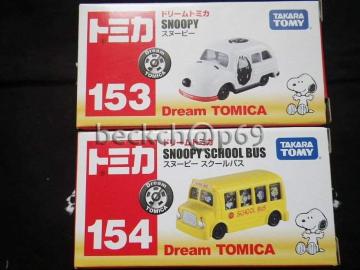 トミカ
ドリームトミカ
SNOOPY
スヌーピー
TAKARA TOMY
Dream TOMICA
153
Dream TOMICA
beckch@p69
トミカ
ドリームトミカ
SNOOPY SCHOOL BUS
スヌーピー スクールバス
TAKARA TOMY
Dream TOMICA
SCHOOL BUS
154
Dream TOMICA